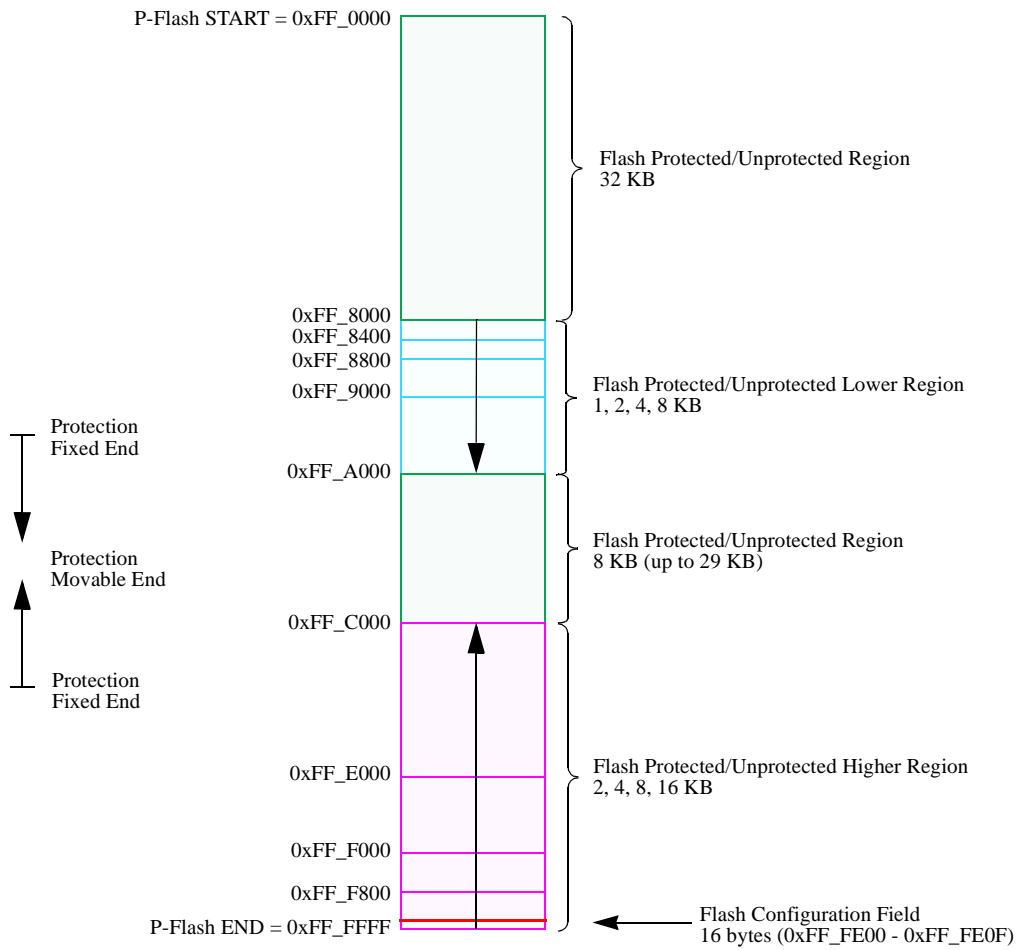 P-Flash START = 0xFF_0000
Flash Protected/Unprotected Region
32 KB
0xFF_8000
0xFF_8400
0xFF_8800
0xFF_9000
Flash Protected/Unprotected Lower Region
1, 2, 4, 8 KB
Protection
Fixed End
0xFF_A000
Protection
Movable End
Flash Protected/Unprotected Region
8 KB (up to 29 KB)
0xFF_C000
Protection
Fixed End
0xFF_E000
Flash Protected/Unprotected Higher Region
2, 4, 8, 16 KB
0xFF_F000
0xFF_F800
P-Flash END = 0xFF_FFFF
Flash Configuration Field
16 bytes (0xFF_FE00 - 0xFF_FE0F)